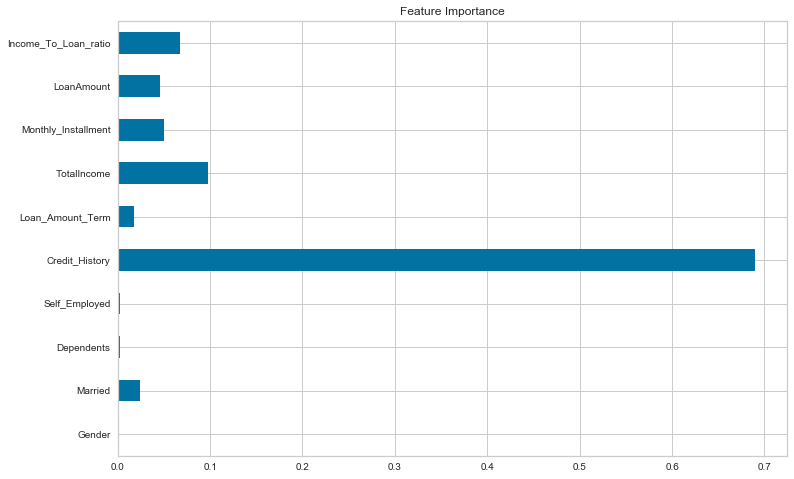 Feature Importance
Income_To_Loan_ratio
LoanAmount
Monthly_Installment
TotalIncome
Loan_Amount_Term
Credit_History
Self_Employed
Dependents
Married
Gender
0.0 0.1 0.2 0.3 0.4 0.5 0.6 0.7